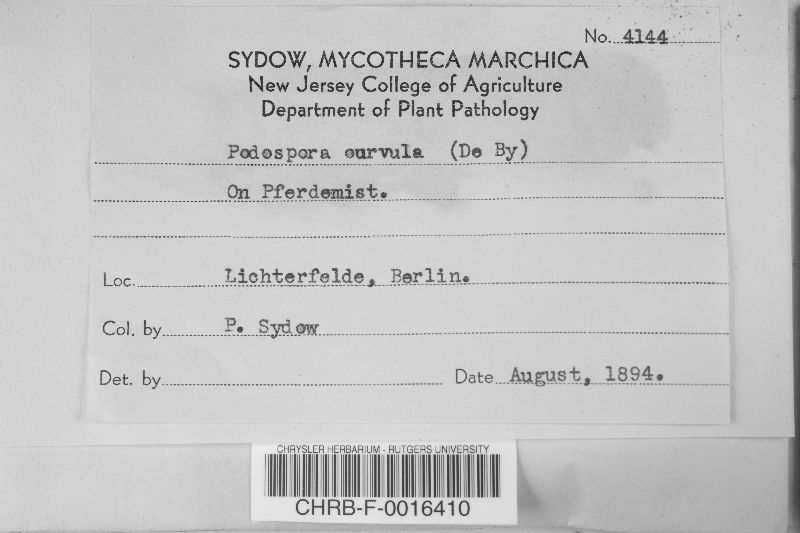 No. 4144
SYDOW, MYCOTHECA MARCHICA
New Jersey College of Agriculture
Department of Plant Pathology
Podospora curvula (De By)
On Pferdemist.
Loc. Lichterfelde, Berlin.
Col. by P. Sydow
Det. by Date August, 1894.
CHRYSLER HERBARIUM - RUTGERS UNIVERSITY
CHRB-F-0016410